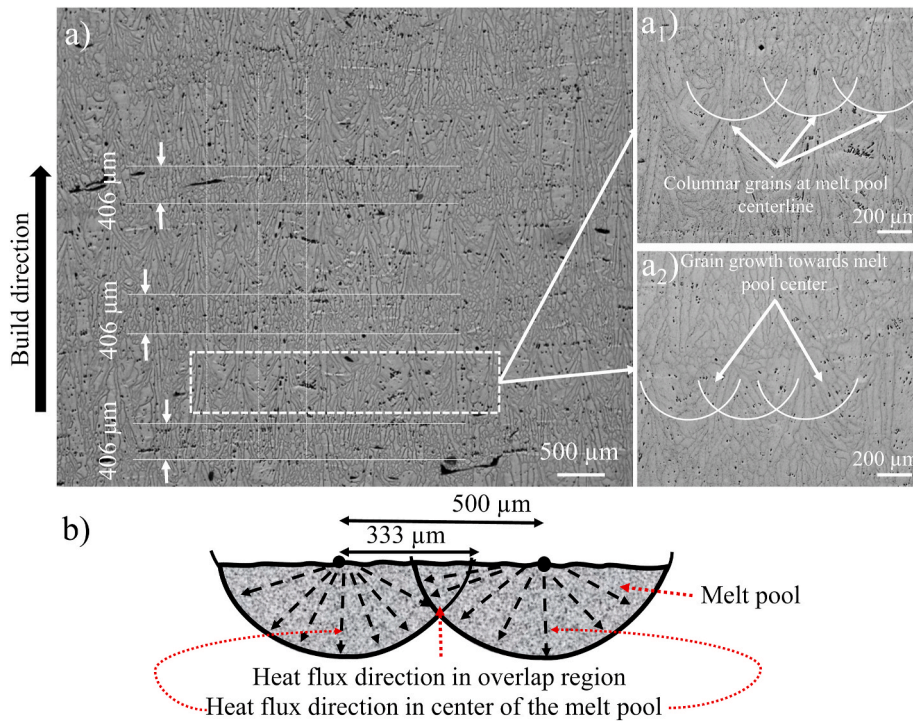 a)
Build direction
406 µm
406 µm
406 µm
500 µm
a1)
Columnar grains at melt pool
centerline
200 µm
a2)
Grain growth towards melt
pool center
200 µm
b)
500 µm
333 µm
Melt pool
Heat flux direction in overlap region
Heat flux direction in center of the melt pool